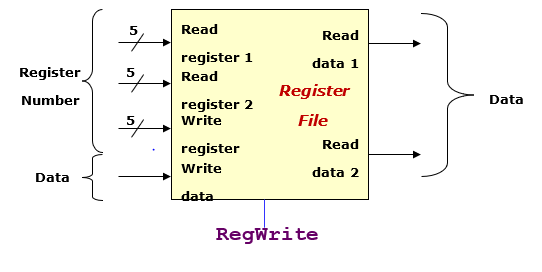 5
Read
register 1
5
Read
register 2
5
Write
register
Write
data
Register
Number
Data
Register
File
Read
data 1
Read
data 2
Data
RegWrite